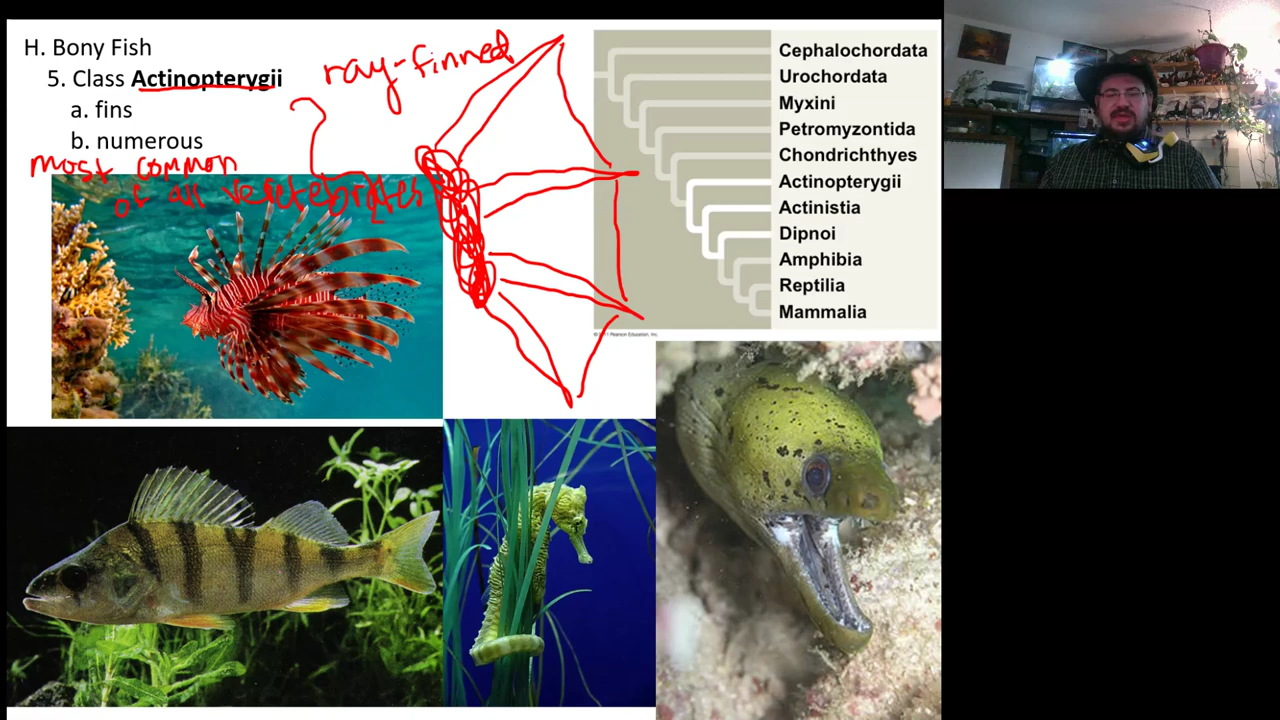 H. Bony Fish
5. Class Actinopterygii
a. fins
b. numerous
ray-finned
most common
of all vertebrates
Cephalochordata
Urochordata
Myxini
Petromyzontida
Chondrichthyes
Actinopterygii
Actinistia
Dipnoi
Amphibia
Reptilia
Mammalia